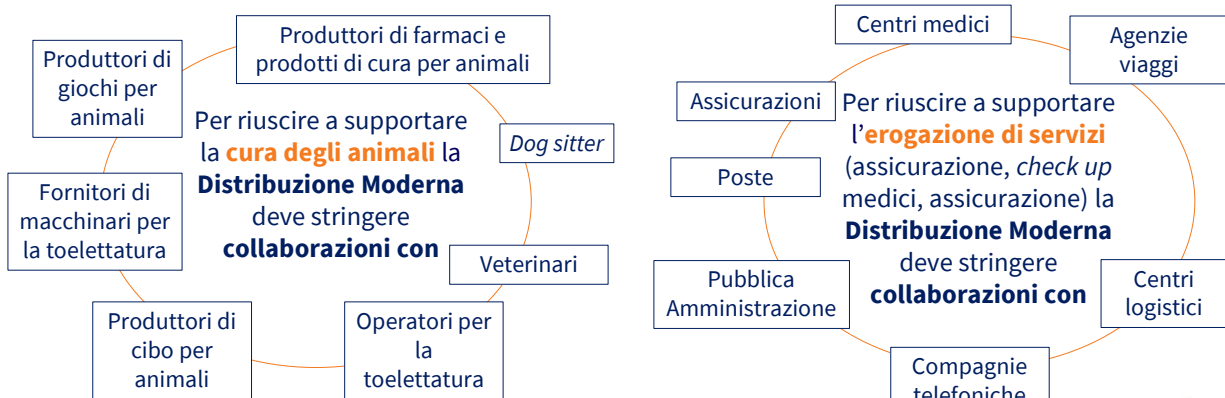 Produttori di farmaci e
prodotti di cura per animali
Produttori di
giochi per
animali
Per riuscire a supportare
la cura degli animali la
Distribuzione Moderna
deve stringere
collaborazioni con
Dog sitter
Fornitori di
macchinari per
la toelettatura
Veterinari
Produttori di
cibo per
animali
Operatori per
la
toelettatura
Centri medici
Agenzie
viaggi
Assicurazioni
Per riuscire a supportare
l’erogazione di servizi
(assicurazione, check up
medici, assicurazione) la
Distribuzione Moderna
deve stringere
collaborazioni con
Poste
Pubblica
Amministrazione
Centri
logistici
Compagnie
telefoniche